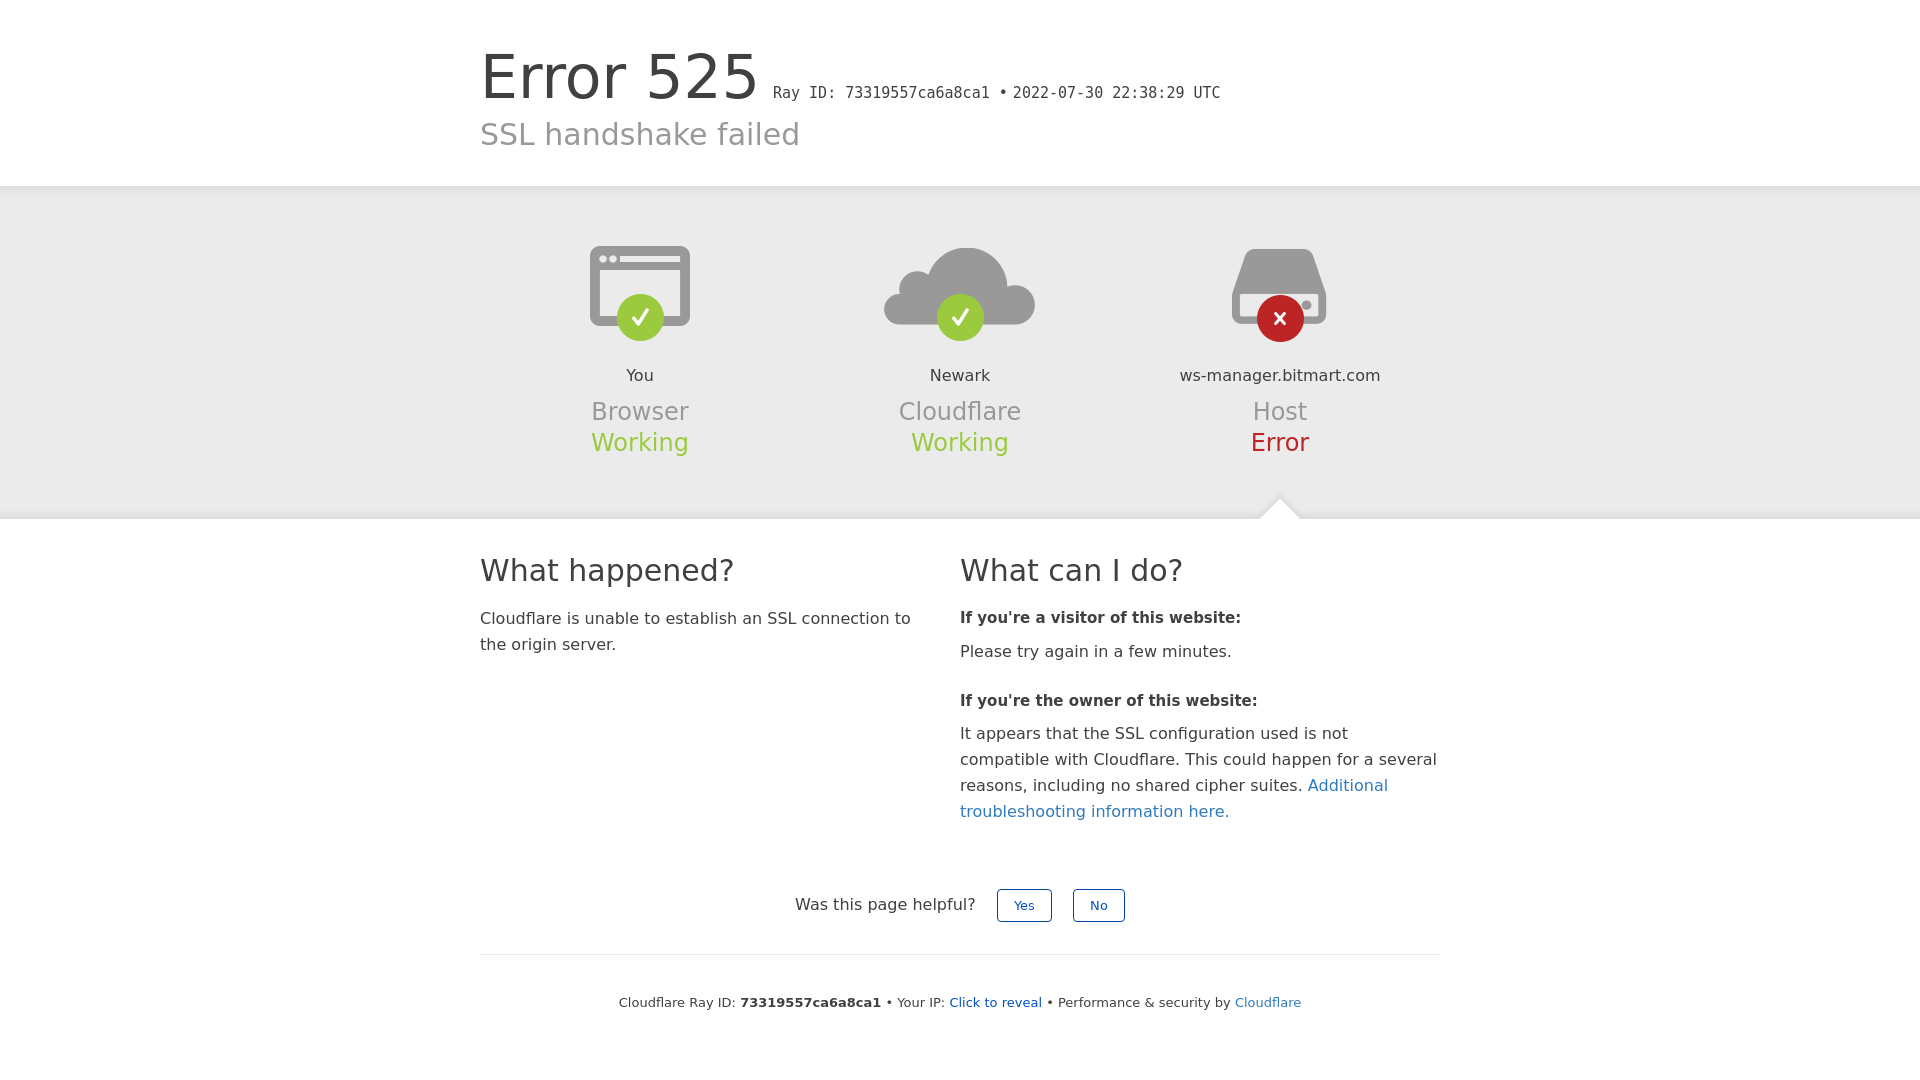 Error 525 Ray ID: 73319557ca6a8ca1 • 2022-07-30 22:38:29 UTC
SSL handshake failed
You
Browser
Working
Newark
Cloudflare
Working
ws-manager.bitmart.com
Host
Error
What happened?
Cloudflare is unable to establish an SSL connection to
the origin server.
What can I do?
If you're a visitor of this website:
Please try again in a few minutes.
If you're the owner of this website:
It appears that the SSL configuration used is not
compatible with Cloudflare. This could happen for a several
reasons, including no shared cipher suites. Additional
troubleshooting information here.
Was this page helpful? Yes No
Cloudflare Ray ID: 73319557ca6a8ca1 • Your IP: Click to reveal • Performance & security by Cloudflare